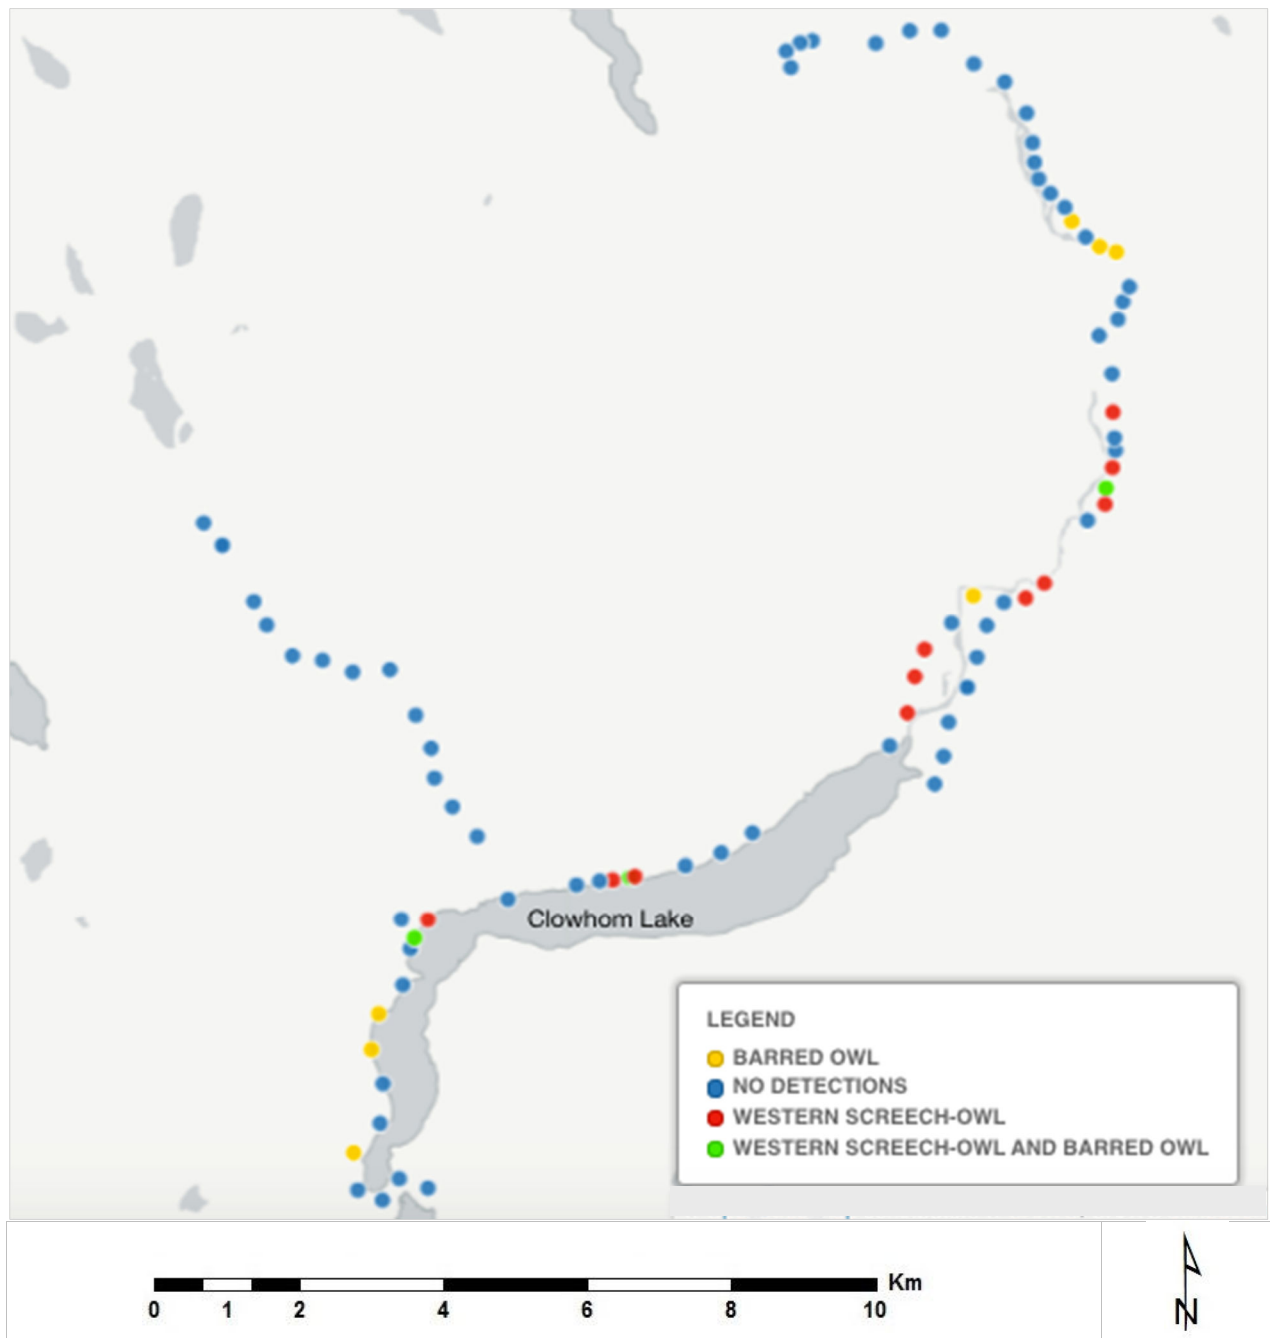 Clowhom Lake
LEGEND
BARRED OWL
NO DETECTIONS
WESTERN SCREECH-OWL
WESTERN SCREECH-OWL AND BARRED OWL
Km
0 1 2 4 6 8 10
N